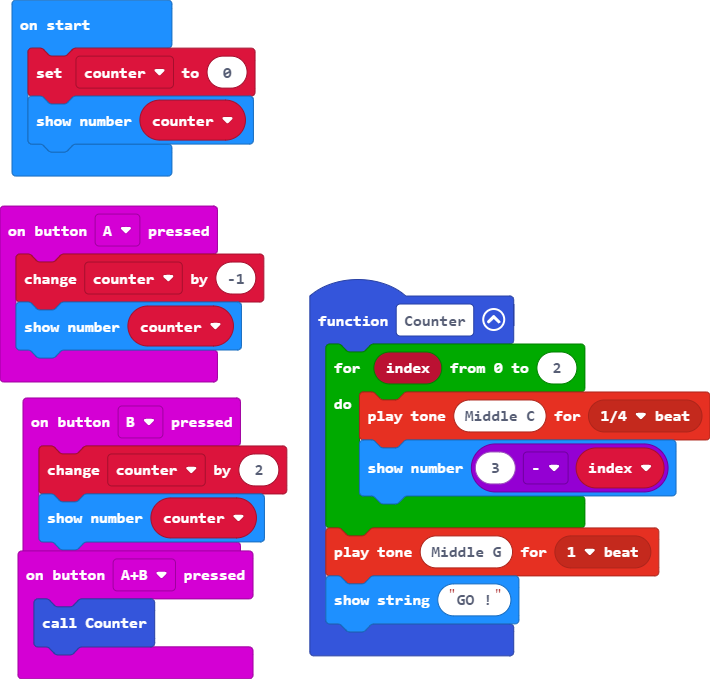 on start
set counter to 0
show number counter
on button A pressed
change counter by -1
show number counter
on button B pressed
change counter by 2
show number counter
on button A+B pressed
call Counter
function Counter
for index from 0 to 2
do
play tone Middle C for 1/4 beat
show number 3 - index
play tone Middle G for 1 beat
show string "GO !"